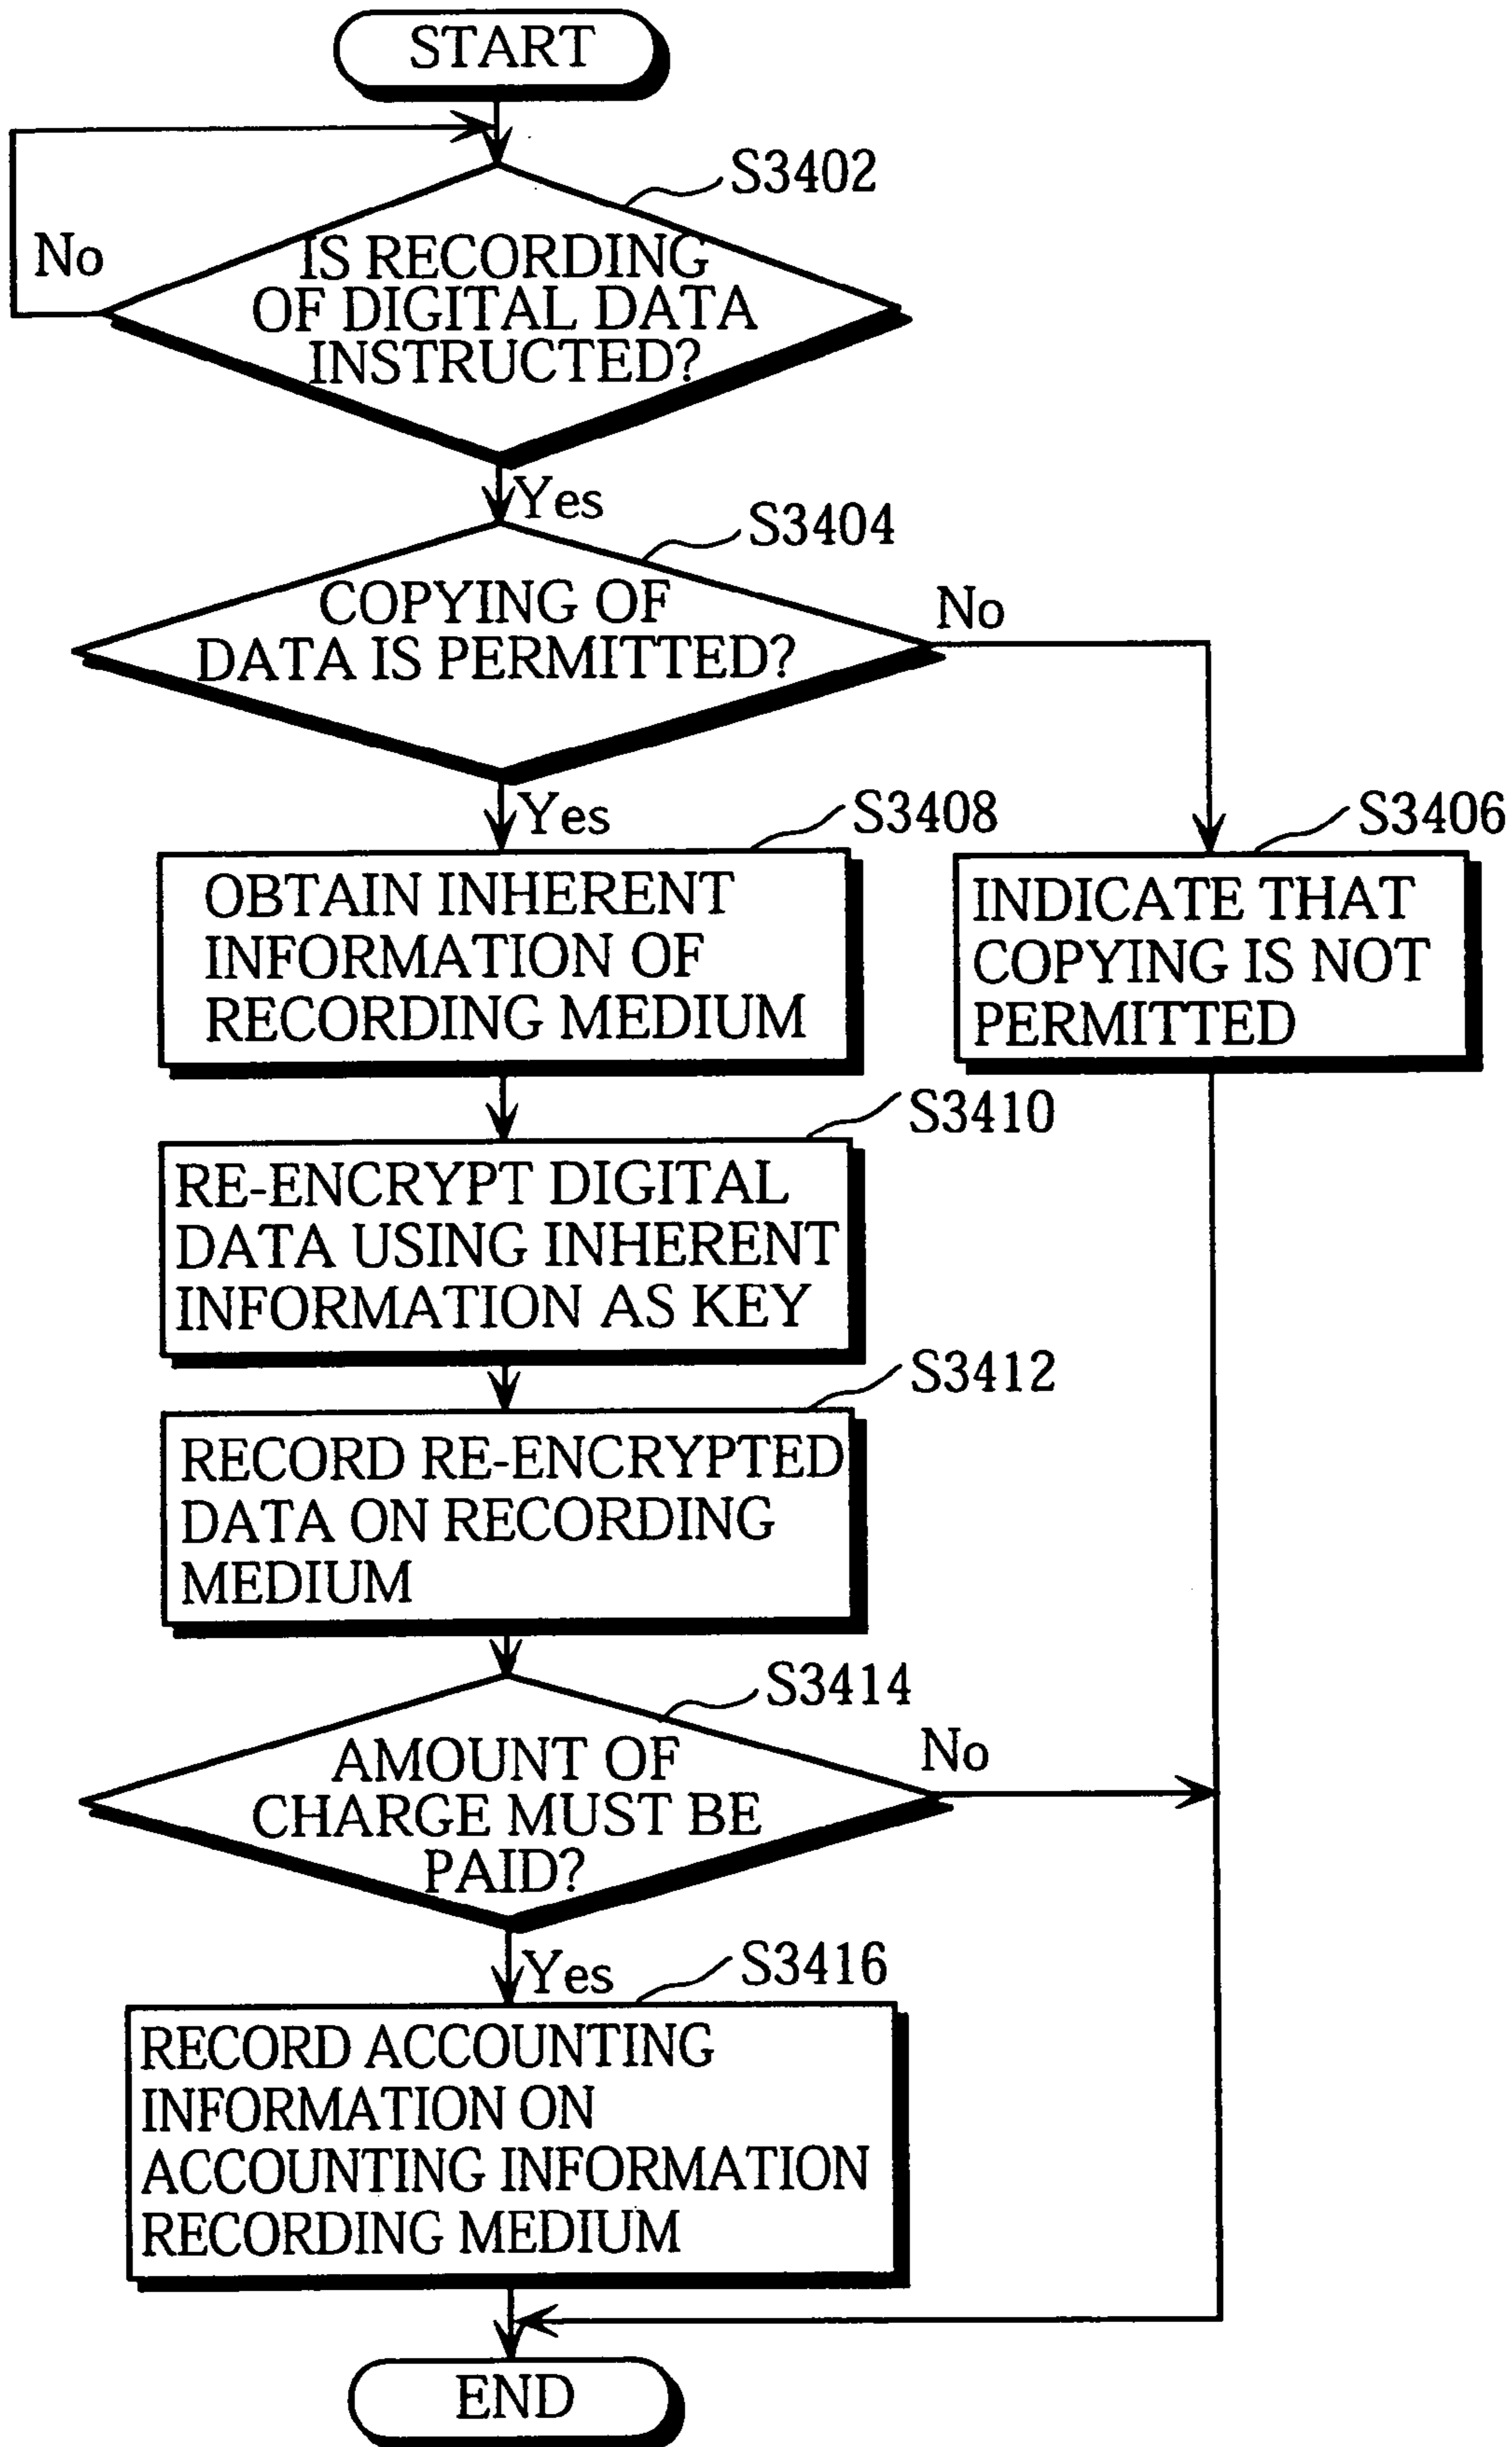 START
S3402
No
IS RECORDING
OF DIGITAL DATA
INSTRUCTED?
Yes
S3404
COPYING OF
DATA IS PERMITTED?
No
Yes
S3408
OBTAIN INHERENT
INFORMATION OF
RECORDING MEDIUM
S3406
INDICATE THAT
COPYING IS NOT
PERMITTED
S3410
RE-ENCRYPT DIGITAL
DATA USING INHERENT
INFORMATION AS KEY
S3412
RECORD RE-ENCRYPTED
DATA ON RECORDING
MEDIUM
S3414
AMOUNT OF
CHARGE MUST BE
PAID?
No
Yes
S3416
RECORD ACCOUNTING
INFORMATION ON
ACCOUNTING INFORMATION
RECORDING MEDIUM
END